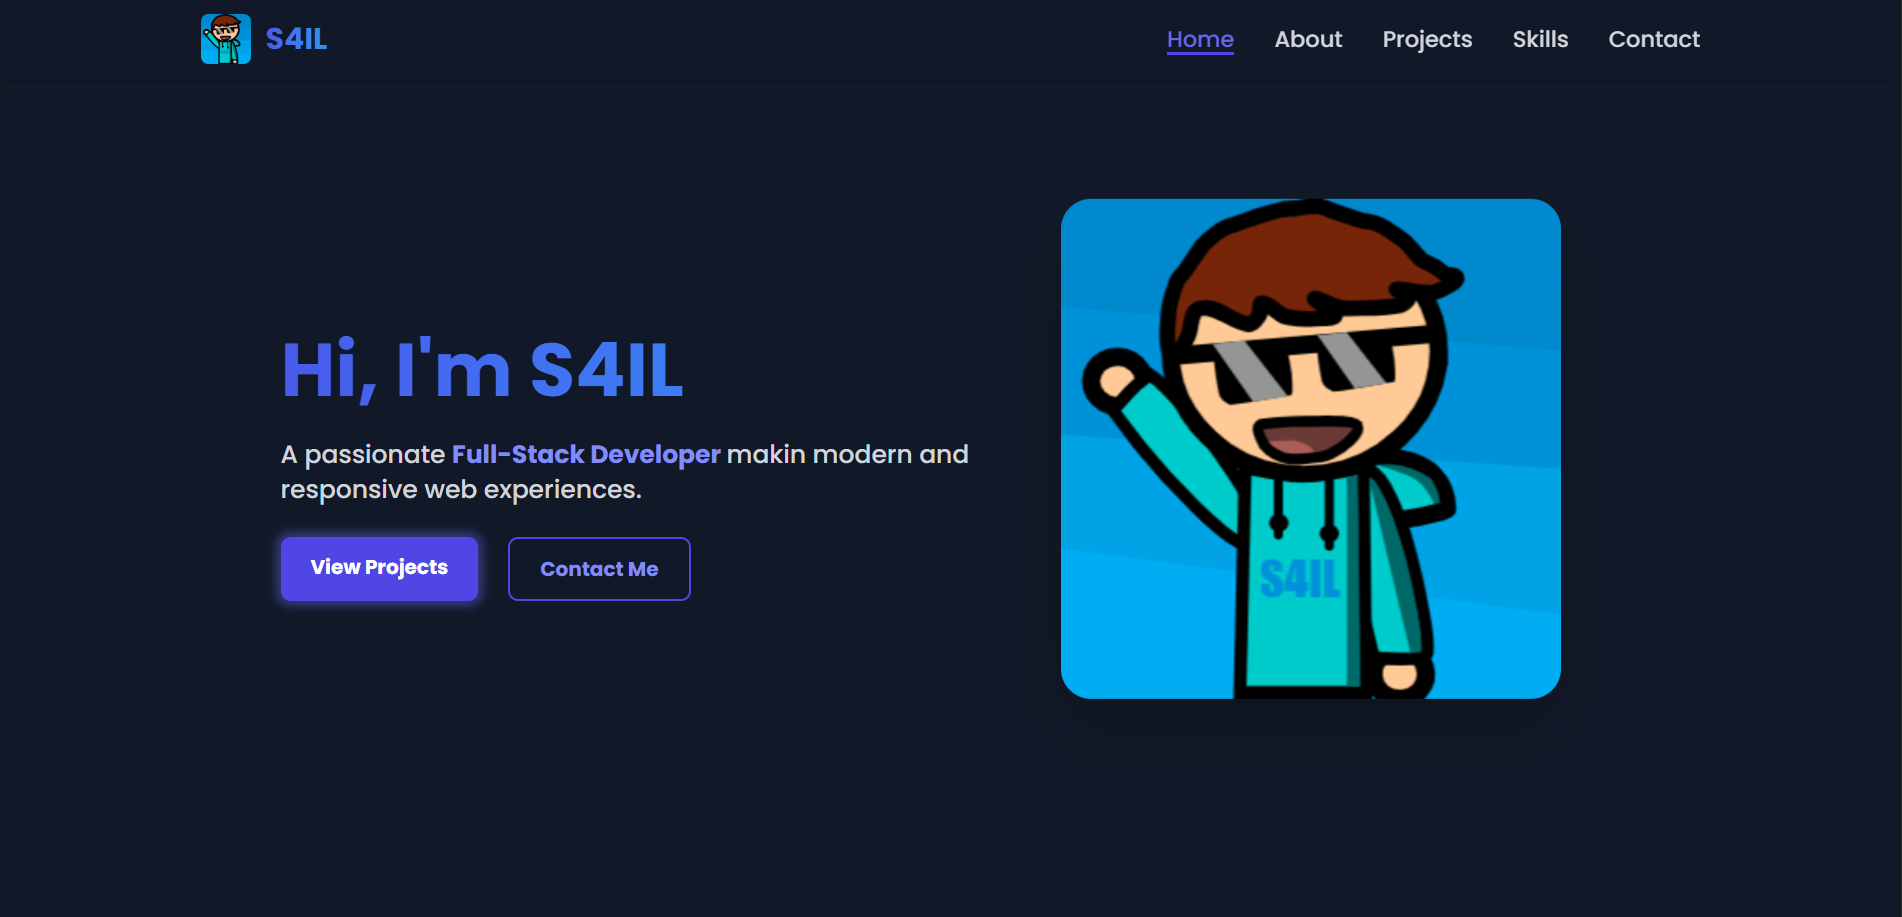 S4IL
Home About Projects Skills Contact
Hi, I'm S4IL
A passionate Full-Stack Developer makin modern and
responsive web experiences.
View Projects Contact Me
S4IL